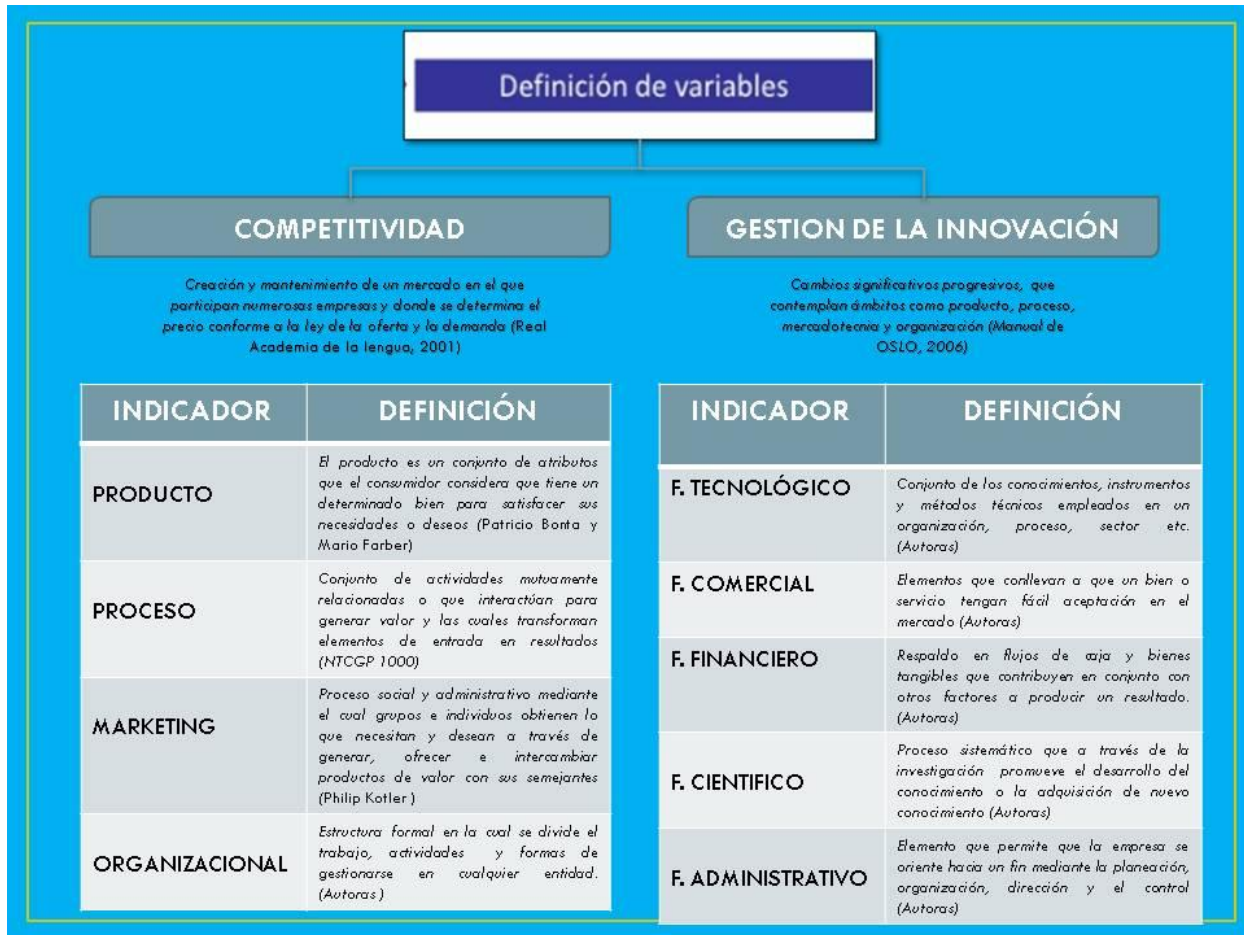 Definición de variables
COMPETITIVIDAD
Creación y mantenimiento de un mercado en el que
participan numerosas empresas y donde se determina el
precio conforme a la ley de la oferta y la demanda (Real
Academia de la lengua, 2001)
INDICADOR DEFINICIÓN
PRODUCTO
El producto es un conjunto de atributos
que el consumidor considera que tiene un
determinado bien para satisfacer sus
necesidades o deseos (Patricio Bonta y
Mario Farber)
PROCESO
Conjunto de actividades mutuamente
relacionadas o que interactúan para
generar valor y las cuales transforman
elementos de entrada en resultados
(NTCGP 1000)
MARKETING
Proceso social y administrativo mediante
el cual grupos e individuos obtienen lo
que necesitan y desean a través de
generar, ofrecer e intercambiar
productos de valor con sus semejantes
(Philip Kotler )
ORGANIZACIONAL
Estructura formal en la cual se divide el
trabajo, actividades y formas de
gestionarse en cualquier entidad.
(Autoras )
GESTION DE LA INNOVACIÓN
Cambios significativos progresivos, que
contemplan ámbitos como producto, proceso,
mercadotecnia y organización (Manual de
OSLO, 2006)
INDICADOR DEFINICIÓN
F. TECNOLÓGICO
Conjunto de los conocimientos, instrumentos
y métodos técnicos empleados en un
organización, proceso, sector etc.
(Autoras)
F. COMERCIAL
Elementos que conllevan a que un bien o
servicio tengan fácil aceptación en el
mercado (Autoras)
F. FINANCIERO
Respaldo en flujos de caja y bienes
tangibles que contribuyen en conjunto con
otros factores a producir un resultado.
(Autoras)
F. CIENTIFICO
Proceso sistemático que a través de la
investigación promueve el desarrollo del
conocimiento o la adquisición de nuevo
conocimiento (Autoras)
F. ADMINISTRATIVO
Elemento que permite que la empresa se
oriente hacia un fin mediante la planeación,
organización, dirección y el control
(Autoras)